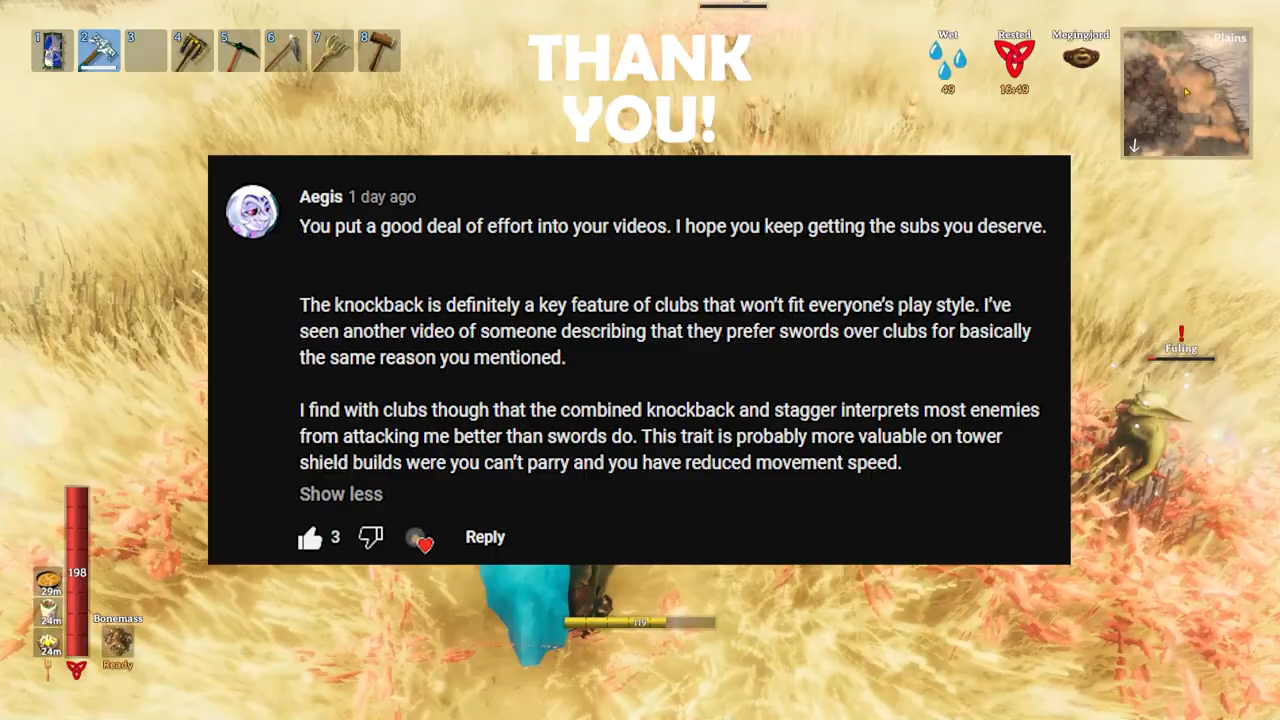 1 2 3 4 5 6 7 8
THANK
YOU!
Wet
Rested
Megingjord
49
16:49
Plains
Aegis 1 day ago
You put a good deal of effort into your videos. I hope you keep getting the subs you deserve.
The knockback is definitely a key feature of clubs that won't fit everyone's play style. I've
seen another video of someone describing that they prefer swords over clubs for basically
the same reason you mentioned.
I find with clubs though that the combined knockback and stagger interprets most enemies
from attacking me better than swords do. This trait is probably more valuable on tower
shield builds were you can't parry and you have reduced movement speed.
Show less
3
Reply
!
Fuling
198
29m
24m
24m
Bonemass
Ready
119